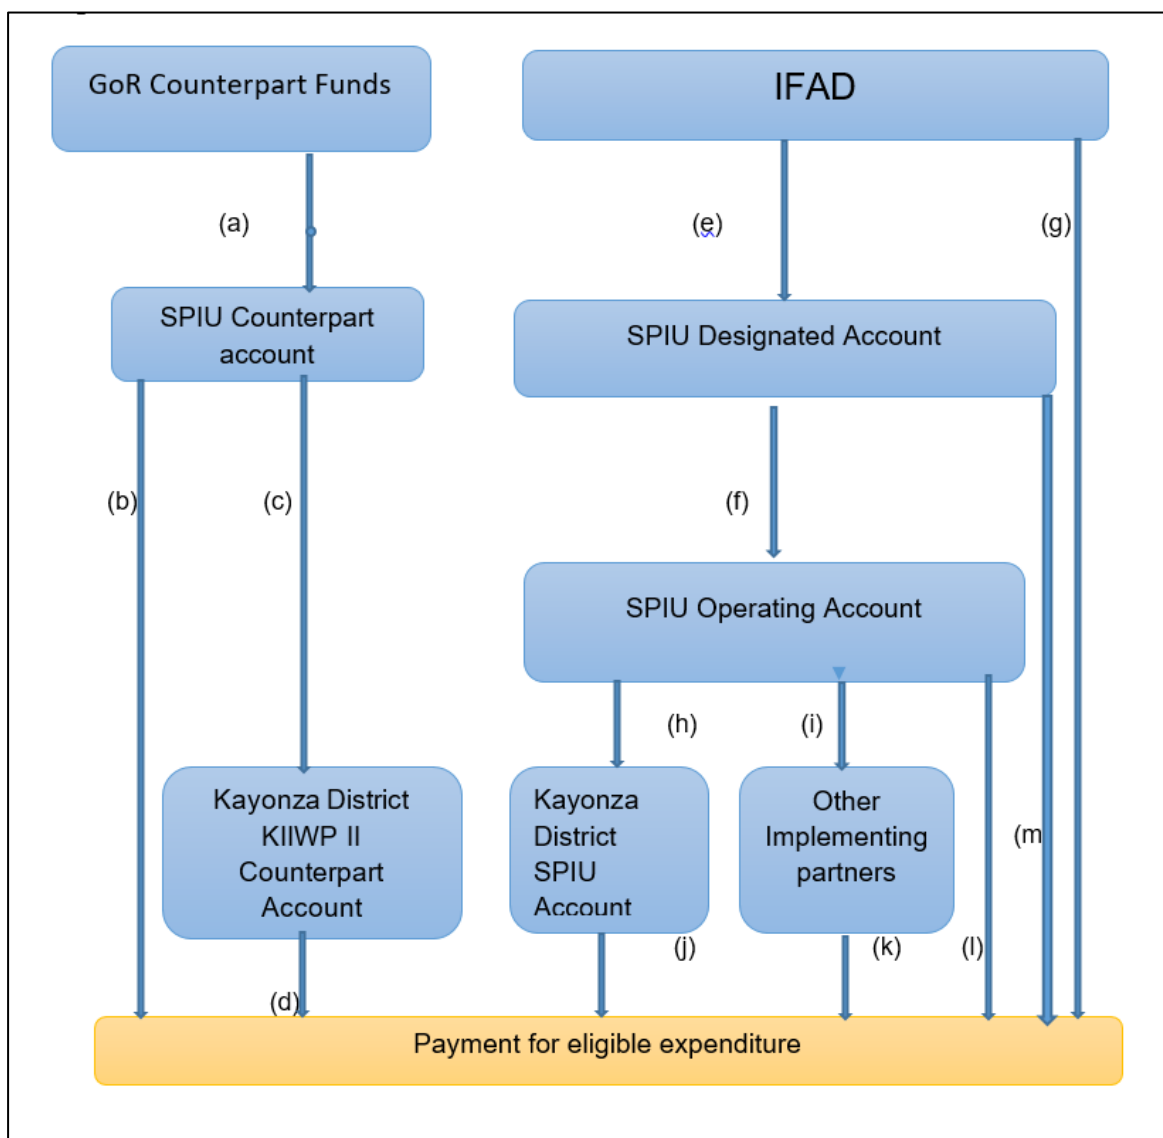 GoR Counterpart Funds
IFAD
(a)
(e)
(g)
SPIU Counterpart
account
SPIU Designated Account
(b)
(c)
(f)
SPIU Operating Account
(h)
(i)
Kayonza District
KIIWP II
Counterpart
Account
Kayonza
District
SPIU
Account
Other
Implementing
partners
(m
(j)
(k)
(l)
(d)
Payment for eligible expenditure